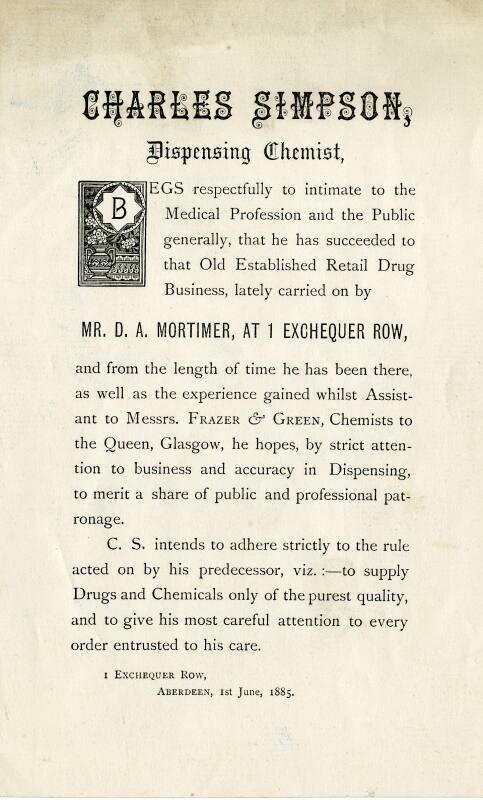 CHARLES SIMPSON,
Dispensing Chemist,
BEGS respectfully to intimate to the
Medical Profession and the Public
generally, that he has succeeded to
that Old Established Retail Drug
Business, lately carried on by
MR. D. A. MORTIMER, AT 1 EXCHEQUER ROW,
and from the length of time he has been there,
as well as the experience gained whilst Assist-
ant to Messrs. FRAZER & GREEN, Chemists to
the Queen, Glasgow, he hopes, by strict atten-
tion to business and accuracy in Dispensing,
to merit a share of public and professional pat-
ronage.
C. S. intends to adhere strictly to the rule
acted on by his predecessor, viz. :—to supply
Drugs and Chemicals only of the purest quality,
and to give his most careful attention to every
order entrusted to his care.
1 EXCHEQUER ROW,
ABERDEEN, 1st June, 1885.